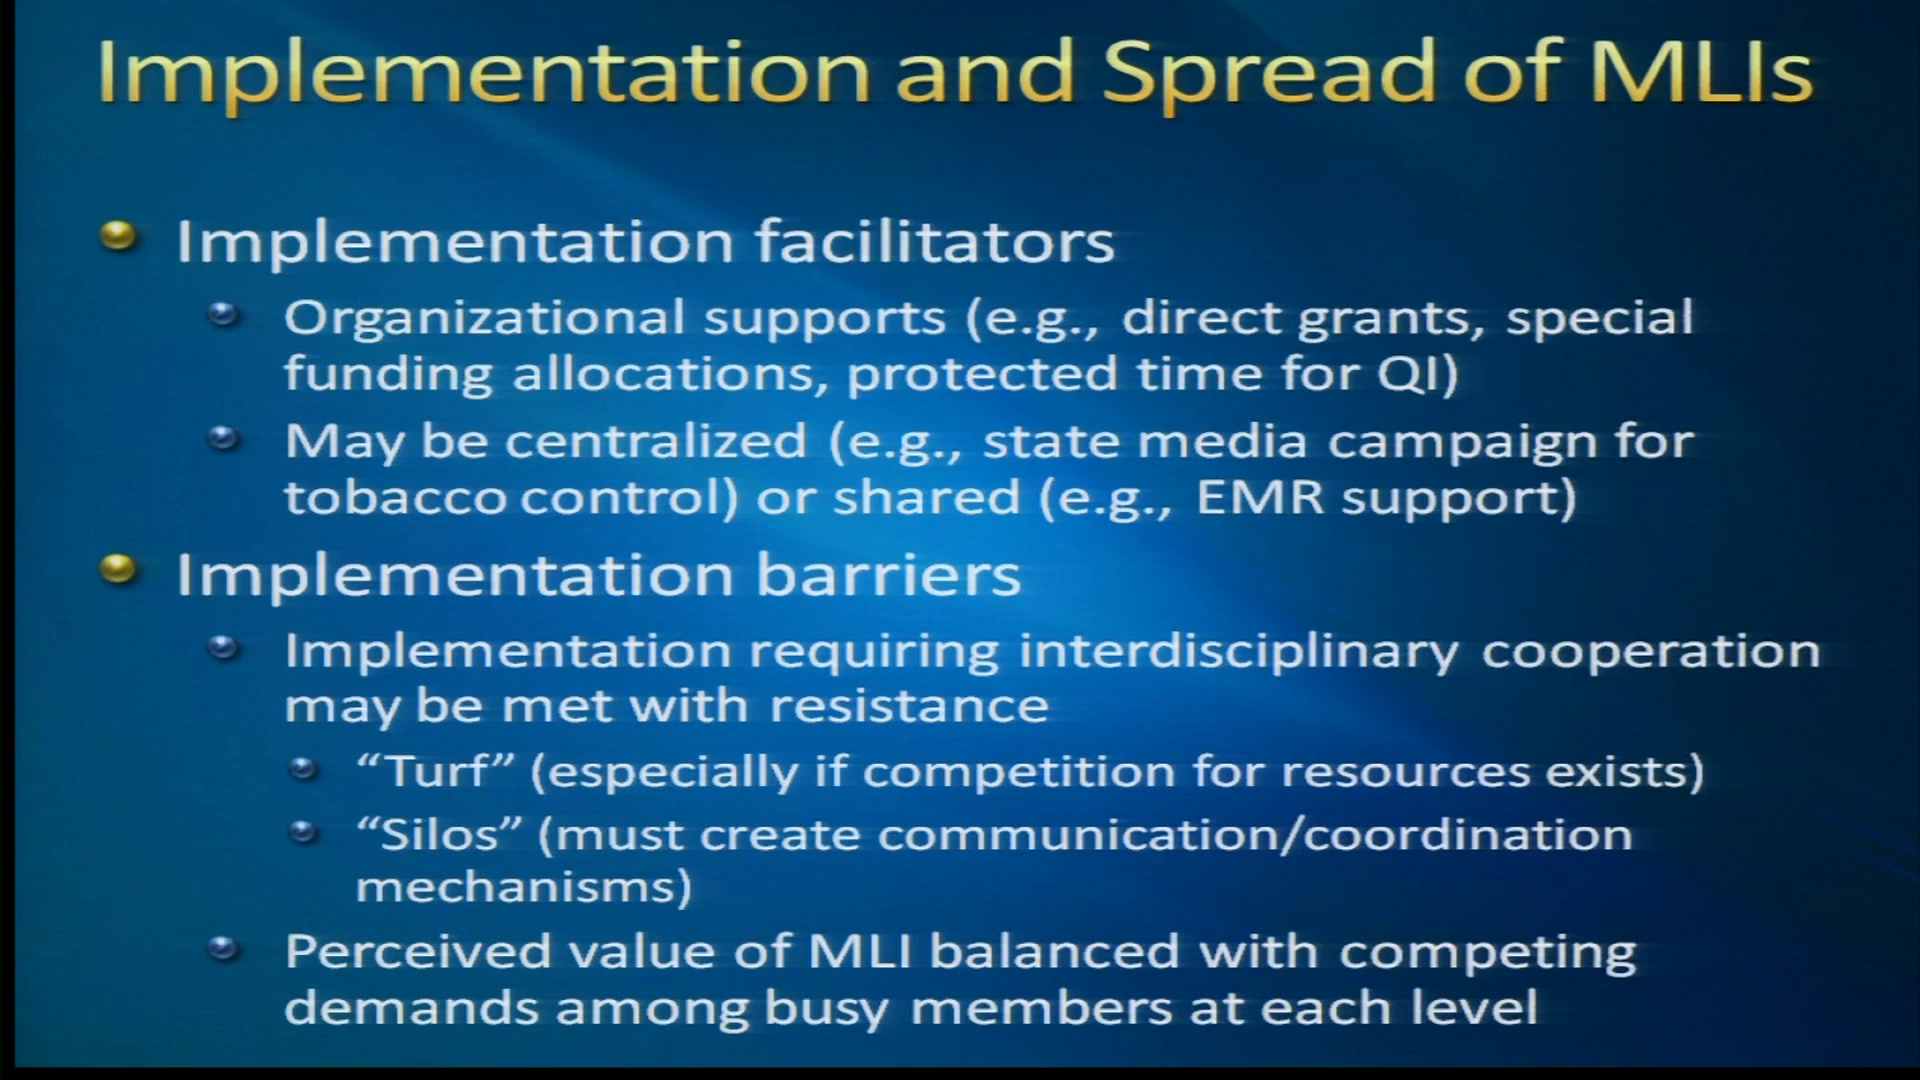 Implementation and Spread of MLIs
Implementation facilitators
Organizational supports (e.g., direct grants, special
funding allocations, protected time for QI)
May be centralized (e.g., state media campaign for
tobacco control) or shared (e.g., EMR support)
Implementation barriers
Implementation requiring interdisciplinary cooperation
may be met with resistance
“Turf” (especially if competition for resources exists)
“Silos” (must create communication/coordination
mechanisms)
Perceived value of MLI balanced with competing
demands among busy members at each level